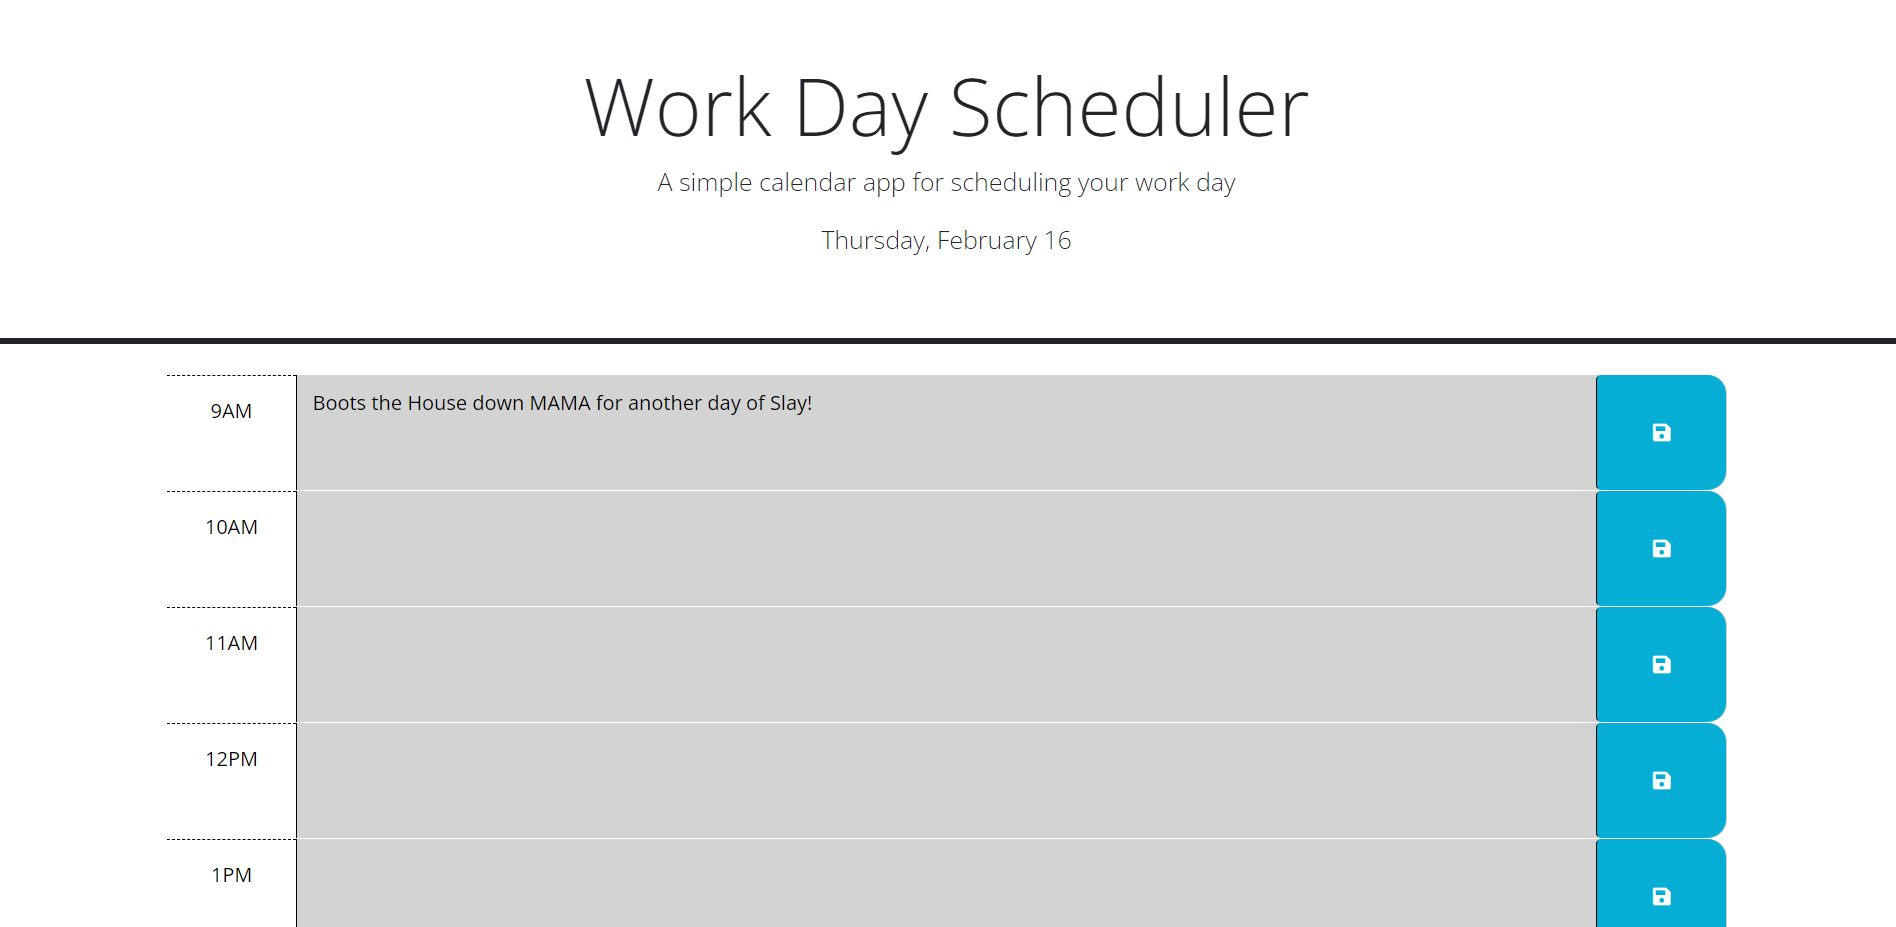 Work Day Scheduler
A simple calendar app for scheduling your work day
Thursday, February 16
9AM
Boots the House down MAMA for another day of Slay!
10AM
11AM
12PM
1PM